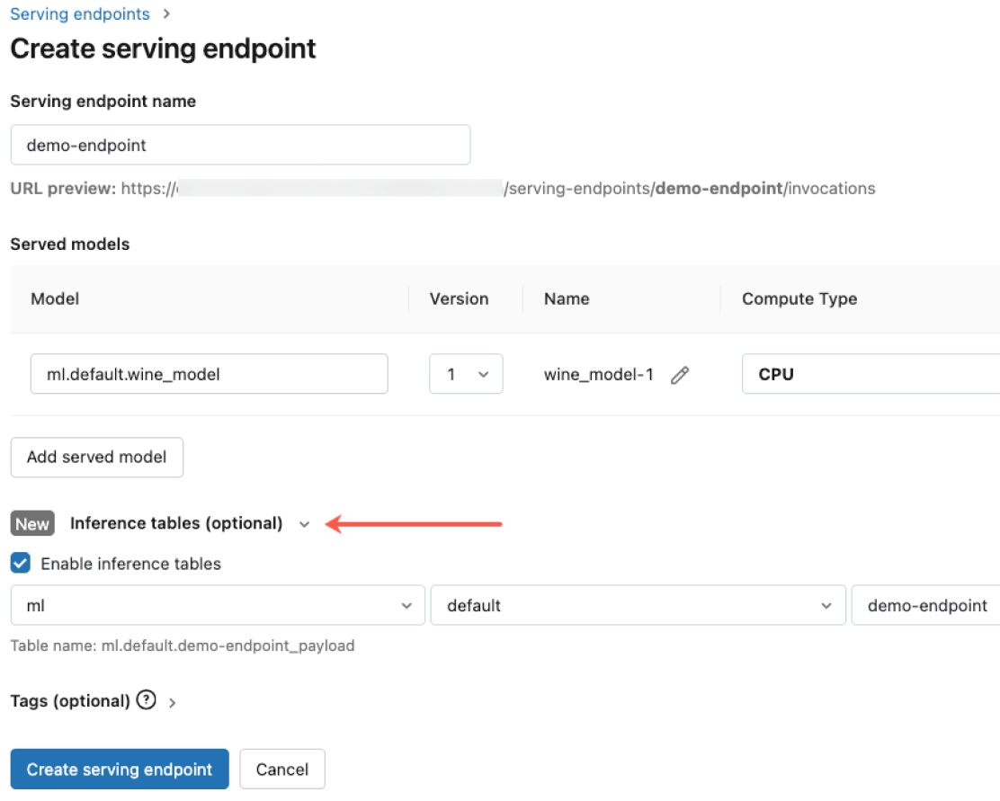 Serving endpoints >
Create serving endpoint
Serving endpoint name
demo-endpoint
URL preview: https:// /serving-endpoints/demo-endpoint/invocations
Served models
Model Version Name Compute Type
ml.default.wine_model 1 wine_model-1 CPU
Add served model
New Inference tables (optional)
Enable inference tables
ml default demo-endpoint
Table name: ml.default.demo-endpoint_payload
Tags (optional) ? >
Create serving endpoint Cancel